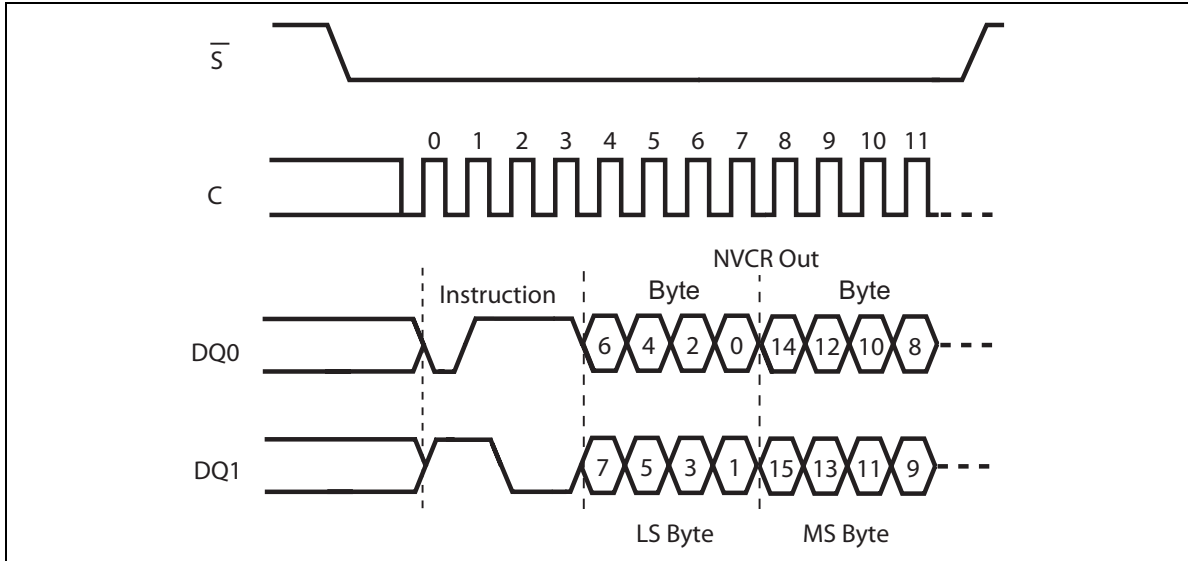 S
0 1 2 3 4 5 6 7 8 9 10 11
C
NVCR Out
Instruction Byte Byte
DQ0 6 4 2 0 14 12 10 8
DQ1 7 5 3 1 15 13 11 9
LS Byte MS Byte